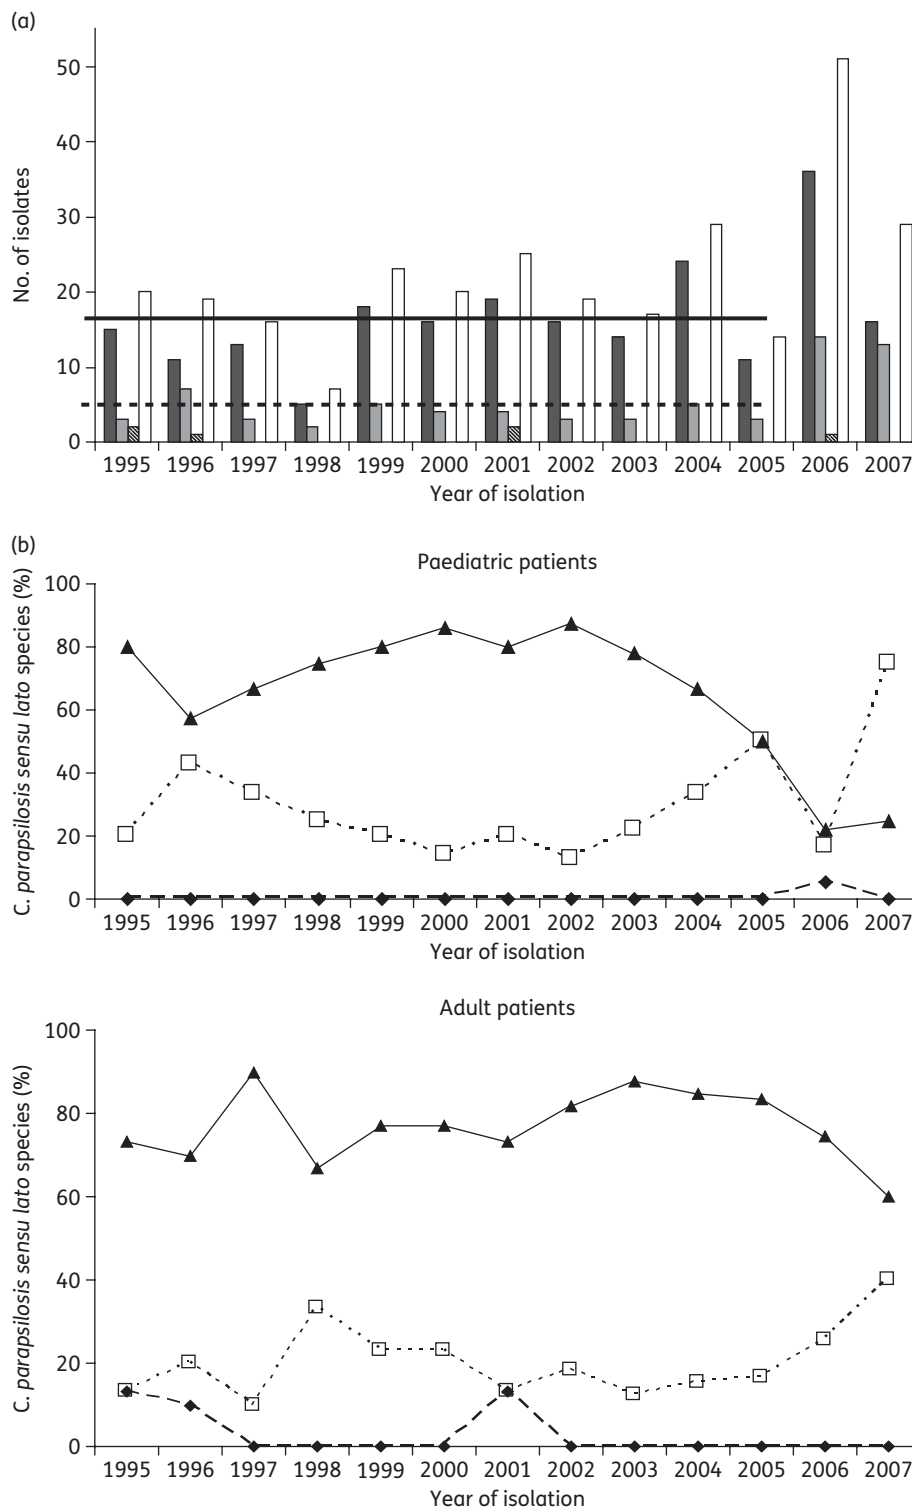 (a)
No. of isolates
50
40
30
20
10
0
1995 1996 1997 1998 1999 2000 2001 2002 2003 2004 2005 2006 2007
Year of isolation
(b)
Paediatric patients
C. parapsilosis sensu lato species (%)
100
80
60
40
20
0
1995 1996 1997 1998 1999 2000 2001 2002 2003 2004 2005 2006 2007
Year of isolation
Adult patients
C. parapsilosis sensu lato species (%)
100
80
60
40
20
0
1995 1996 1997 1998 1999 2000 2001 2002 2003 2004 2005 2006 2007
Year of isolation